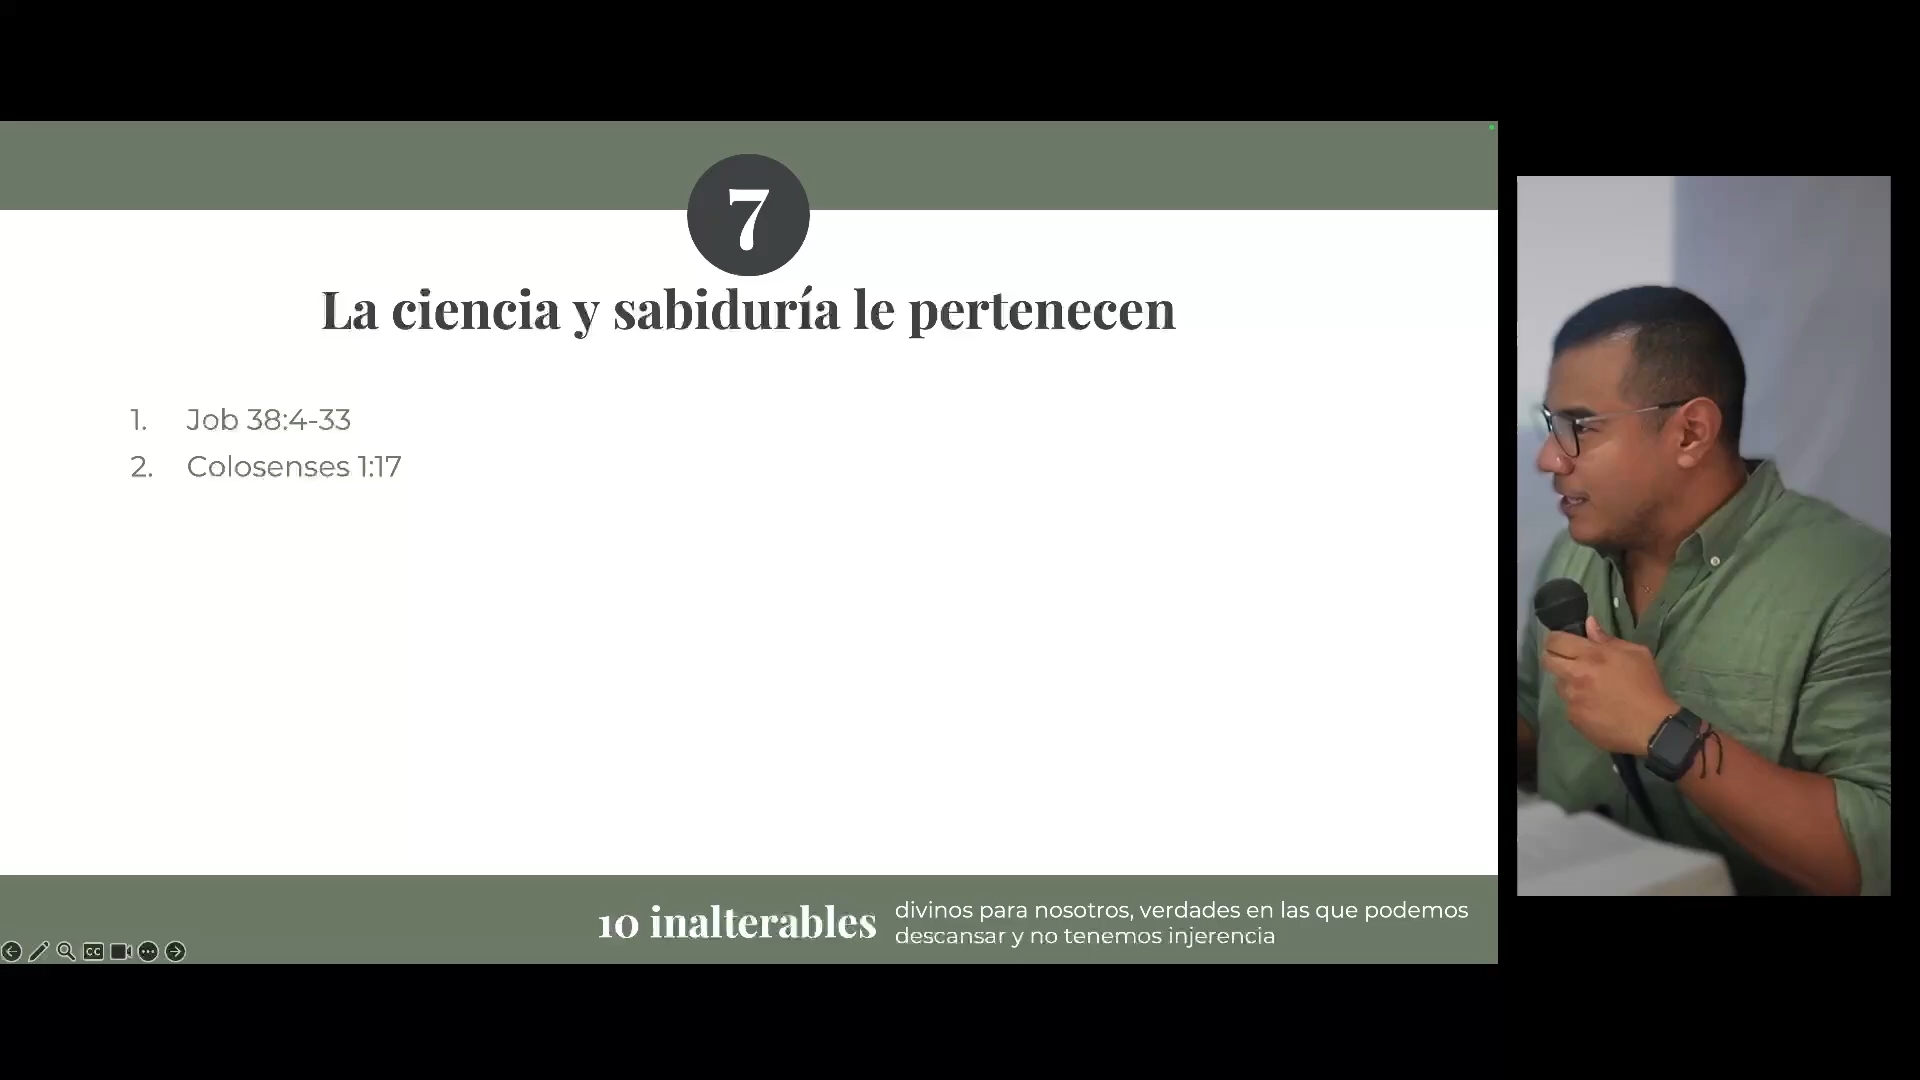 7
La ciencia y sabiduría le pertenecen
1. Job 38:4-33
2. Colosenses 1:17
10 inalterables
divinos para nosotros, verdades en las que podemos
descansar y no tenemos injerencia
CC